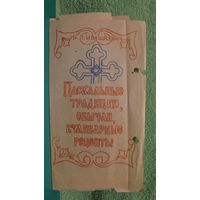 Пасхальные
традиции,
обычаи,
кулинарные
рецепты